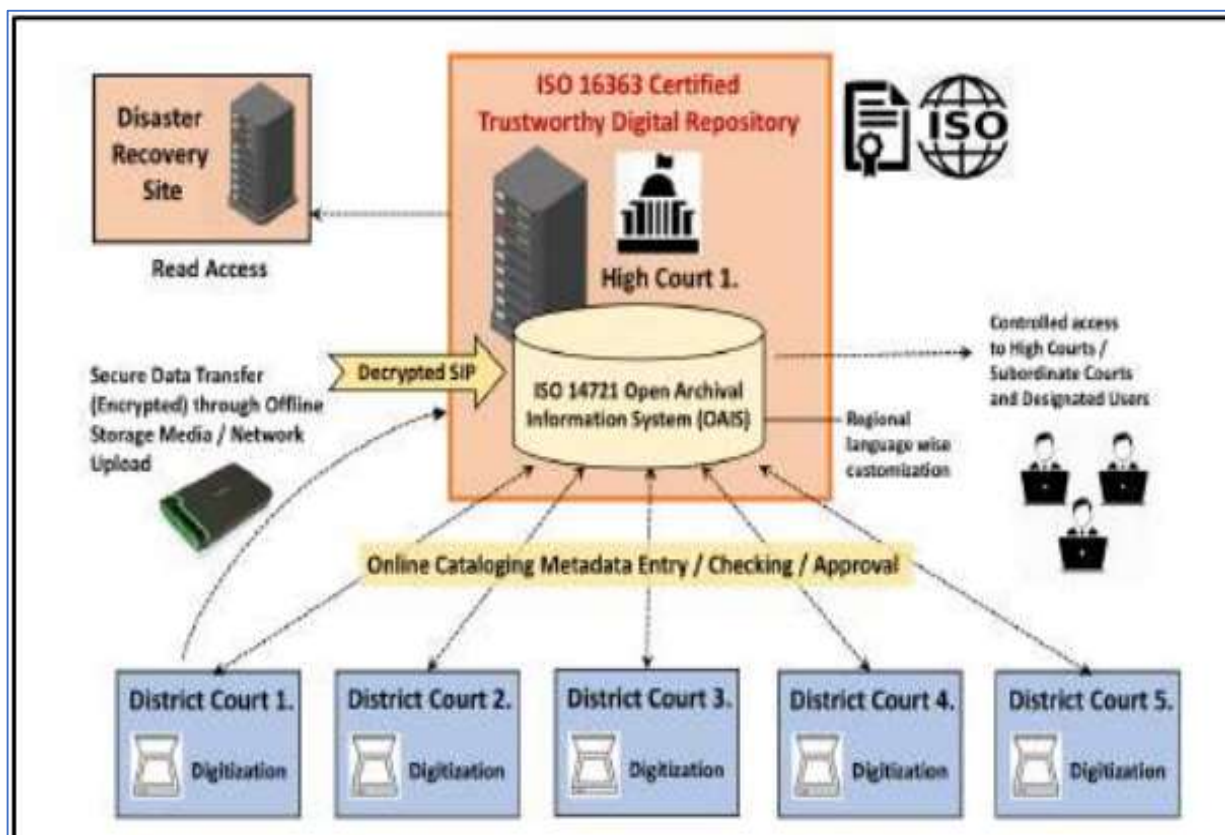 ISO 16363 Certified
Trustworthy Digital Repository
ISO
Disaster
Recovery
Site
Read Access
High Court 1.
Decrypted SIP
ISO 14721 Open Archival
Information System (OAIS)
Controlled access
to High Courts /
Subordinate Courts
and Designated Users
Regional
language wise
customization
Secure Data Transfer
(Encrypted) through Offline
Storage Media / Network
Upload
Online Cataloging Metadata Entry / Checking / Approval
District Court 1.
Digitization
District Court 2.
Digitization
District Court 3.
Digitization
District Court 4.
Digitization
District Court 5.
Digitization